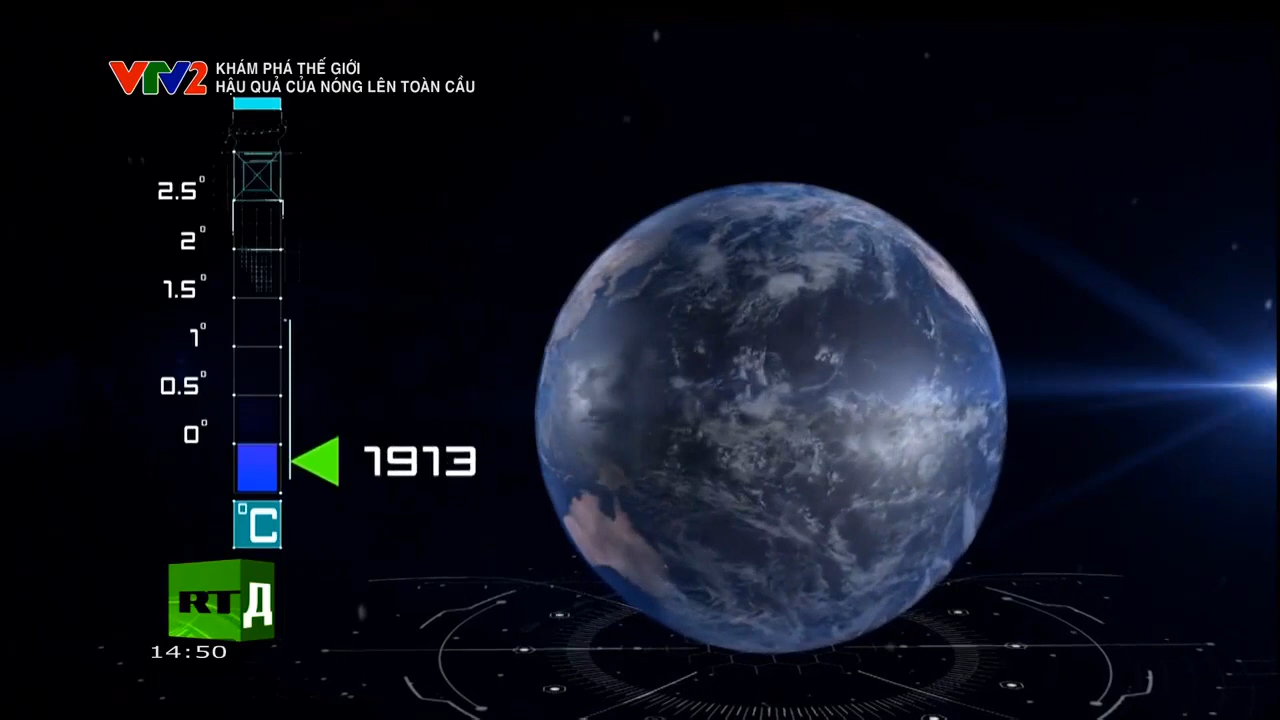 VTV2
KHÁM PHÁ THẾ GIỚI
HẬU QUẢ CỦA NÓNG LÊN TOÀN CẦU
2.5°
2°
1.5°
1°
0.5°
0°
1913
°C
RT Д
14:50